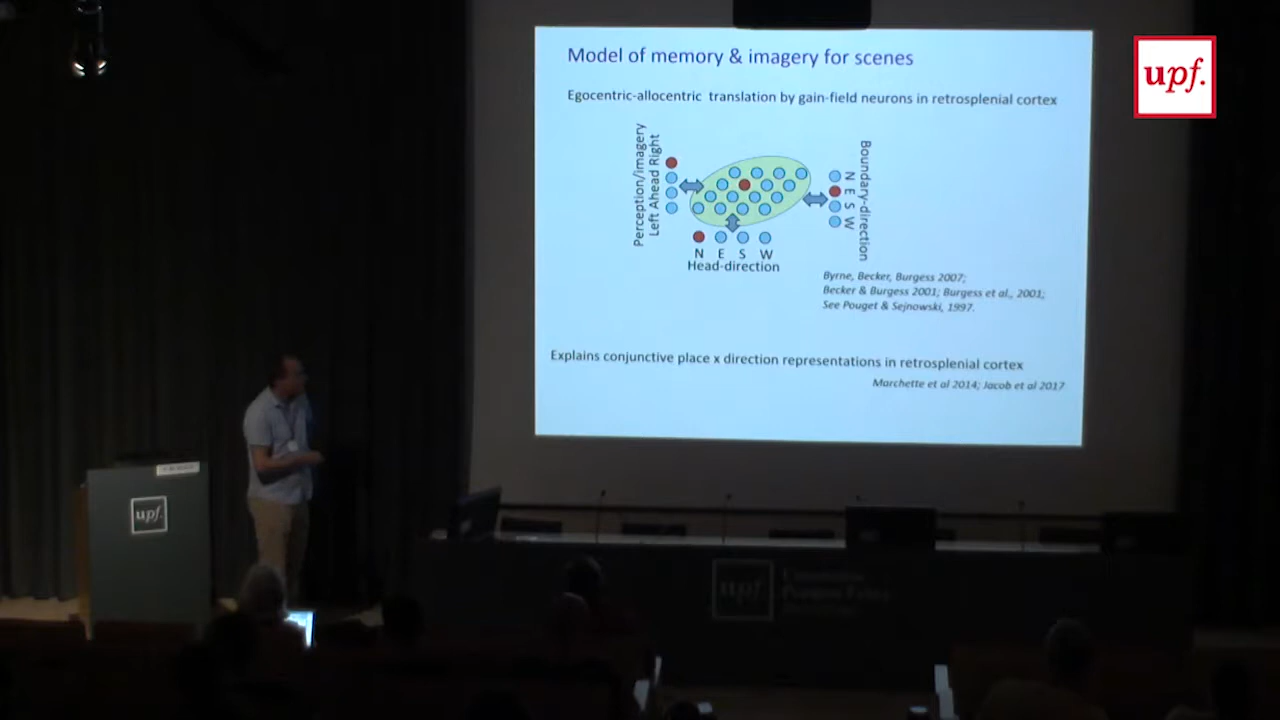 Model of memory & imagery for scenes
Egocentric-allocentric translation by gain-field neurons in retrosplenial cortex
Perception/imagery
Left Ahead Right
N E S W
Boundary-direction
N E S W
Head-direction
Byrne, Becker, Burgess 2007;
Becker & Burgess 2001; Burgess et al., 2001;
See Pouget & Sejnowski, 1997.
Explains conjunctive place x direction representations in retrosplenial cortex
Marchette et al 2014; Jacob et al 2017
upf.
upf.
upf.